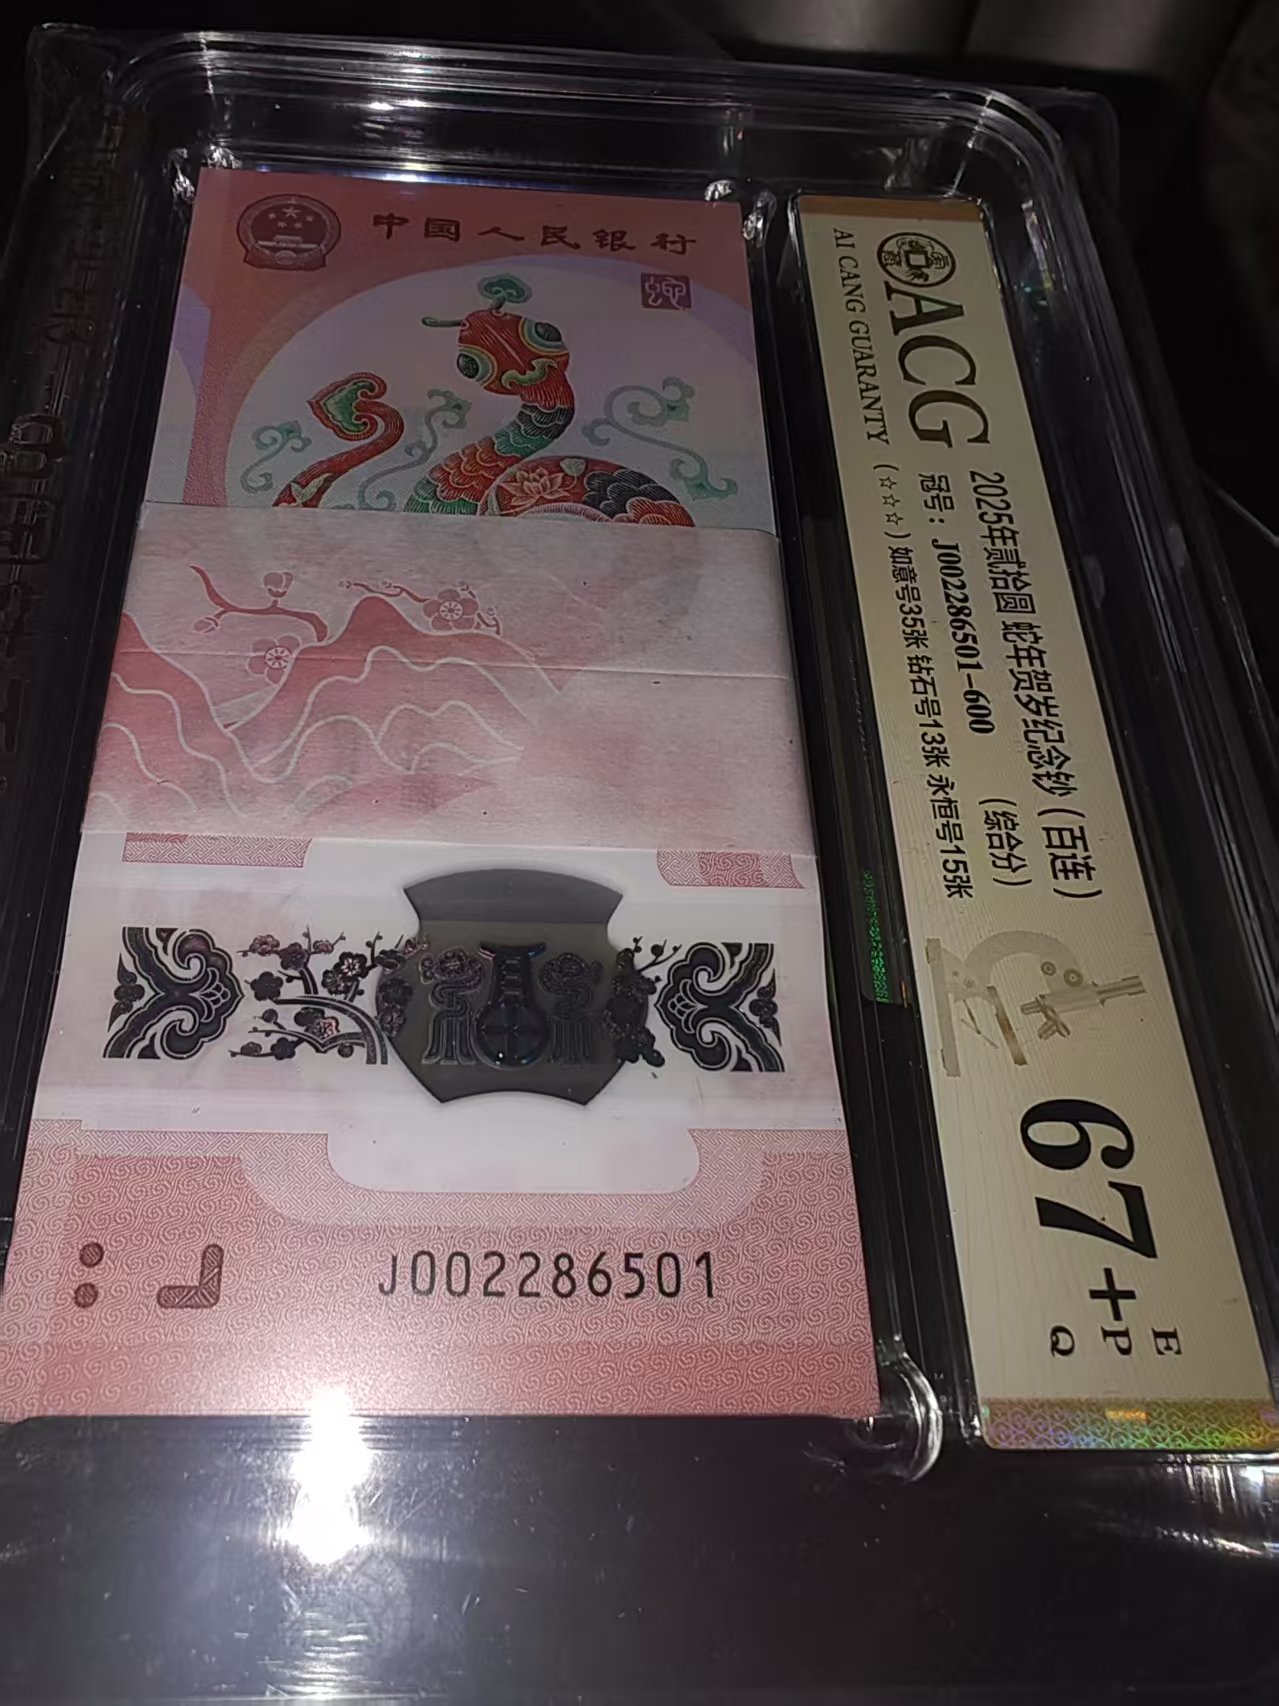 中国人民银行
J002286501
ACG
AI CANG GUARANTY
2025年贰拾圆 蛇年贺岁纪念钞（百连）
冠号：J002286501-600 （综合分）
（☆☆☆）如意号35张 钻石号13张 永恒号15张
67+
E
P
Q